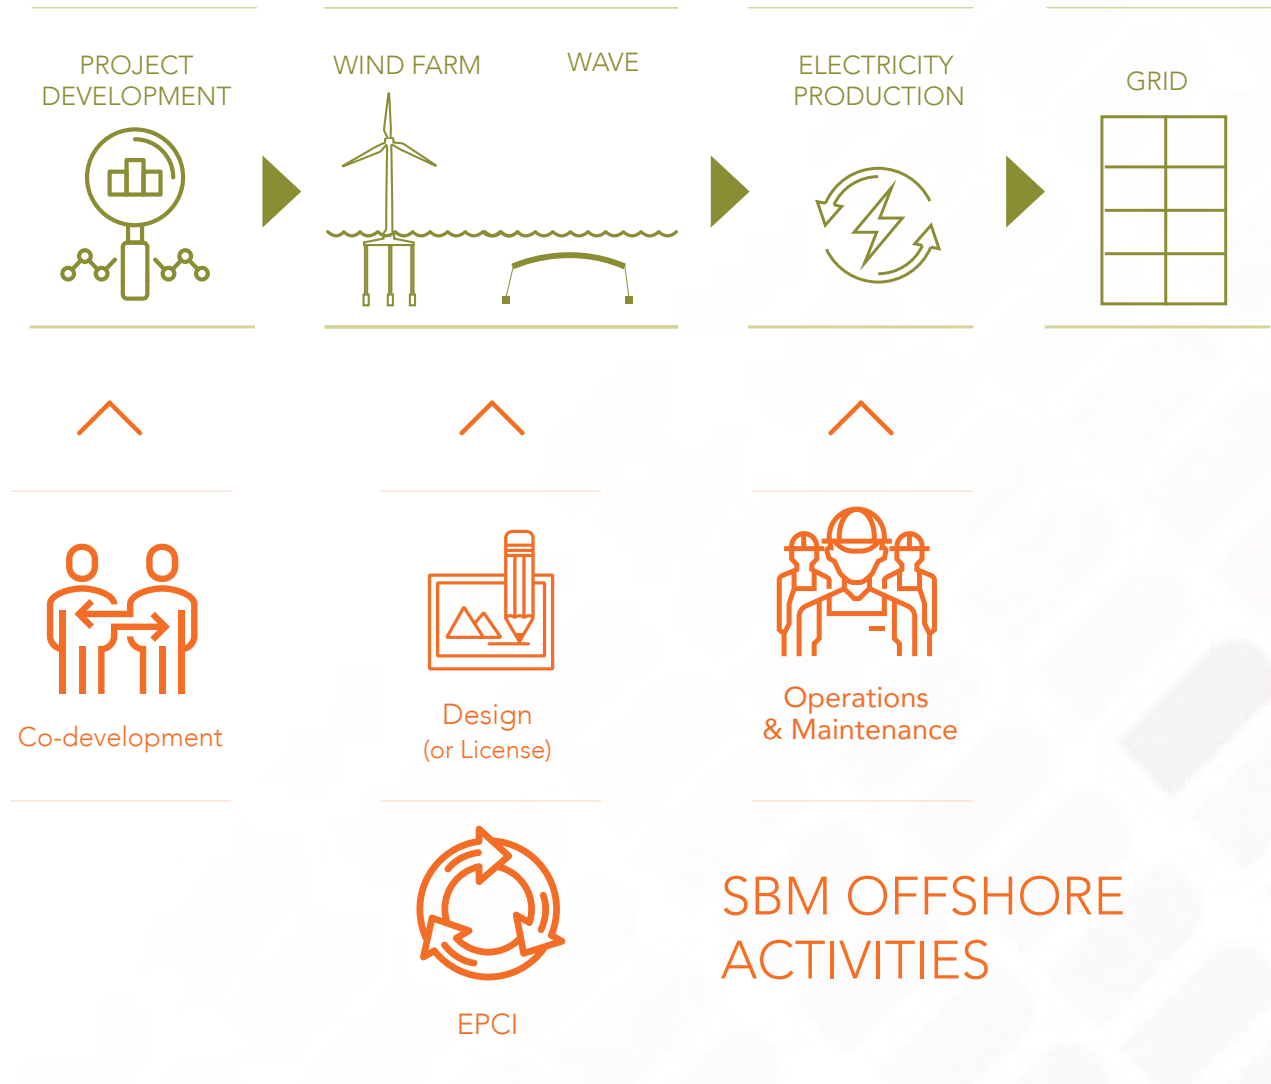 PROJECT
DEVELOPMENT
WIND FARM
WAVE
ELECTRICITY
PRODUCTION
GRID
Co-development
Design
(or License)
Operations
& Maintenance
EPCI
SBM OFFSHORE
ACTIVITIES